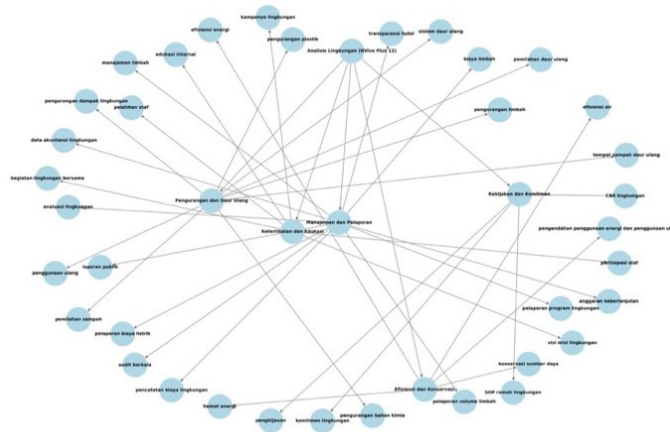 kampanye lingkungan
efisiensi energi
transparansi hotel
sistem daur ulang
pengurangan plastik
edukasi internal
Analisis Lingkungan (NVivo Plus 12)
manajemen limbah
biaya limbah
pemilahan daur ulang
pengurangan dampak lingkungan
pelatihan staf
pengurangan limbah
efisiensi air
data akuntansi lingkungan
tempat sampah daur ulang
kegiatan lingkungan bersama
Kebijakan dan Komitmen
CSR lingkungan
evaluasi lingkungan
Pengurangan dan Daur Ulang
Manajemen dan Pelaporan
Keterlibatan dan Edukasi
pengendalian penggunaan energi dan penggunaan ula
partisipasi staf
penggunaan ulang
laporan publik
anggaran keberlanjutan
pelaporan program lingkungan
pemilahan sampah
pelaporan biaya listrik
visi misi lingkungan
audit berkala
konservasi sumber daya
pencatatan biaya lingkungan
Efisiensi dan Konservasi
SOP ramah lingkungan
hemat energi
pelaporan volume limbah
penghijauan
komitmen lingkungan
pengurangan bahan kimia